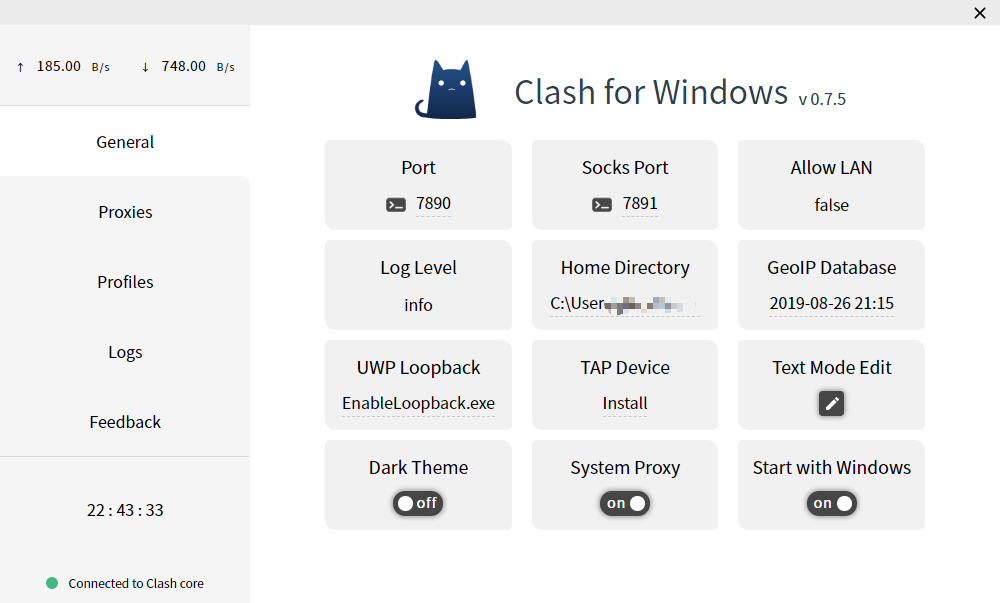 ↑ 185.00 B/s ↓ 748.00 B/s
General
Proxies
Profiles
Logs
Feedback
22 : 43 : 33
Connected to Clash core
Clash for Windows v 0.7.5
Port
7890
Socks Port
7891
Allow LAN
false
Log Level
info
Home Directory
C:\User
GeoIP Database
2019-08-26 21:15
UWP Loopback
EnableLoopback.exe
TAP Device
Install
Text Mode Edit
Dark Theme
off
System Proxy
on
Start with Windows
on